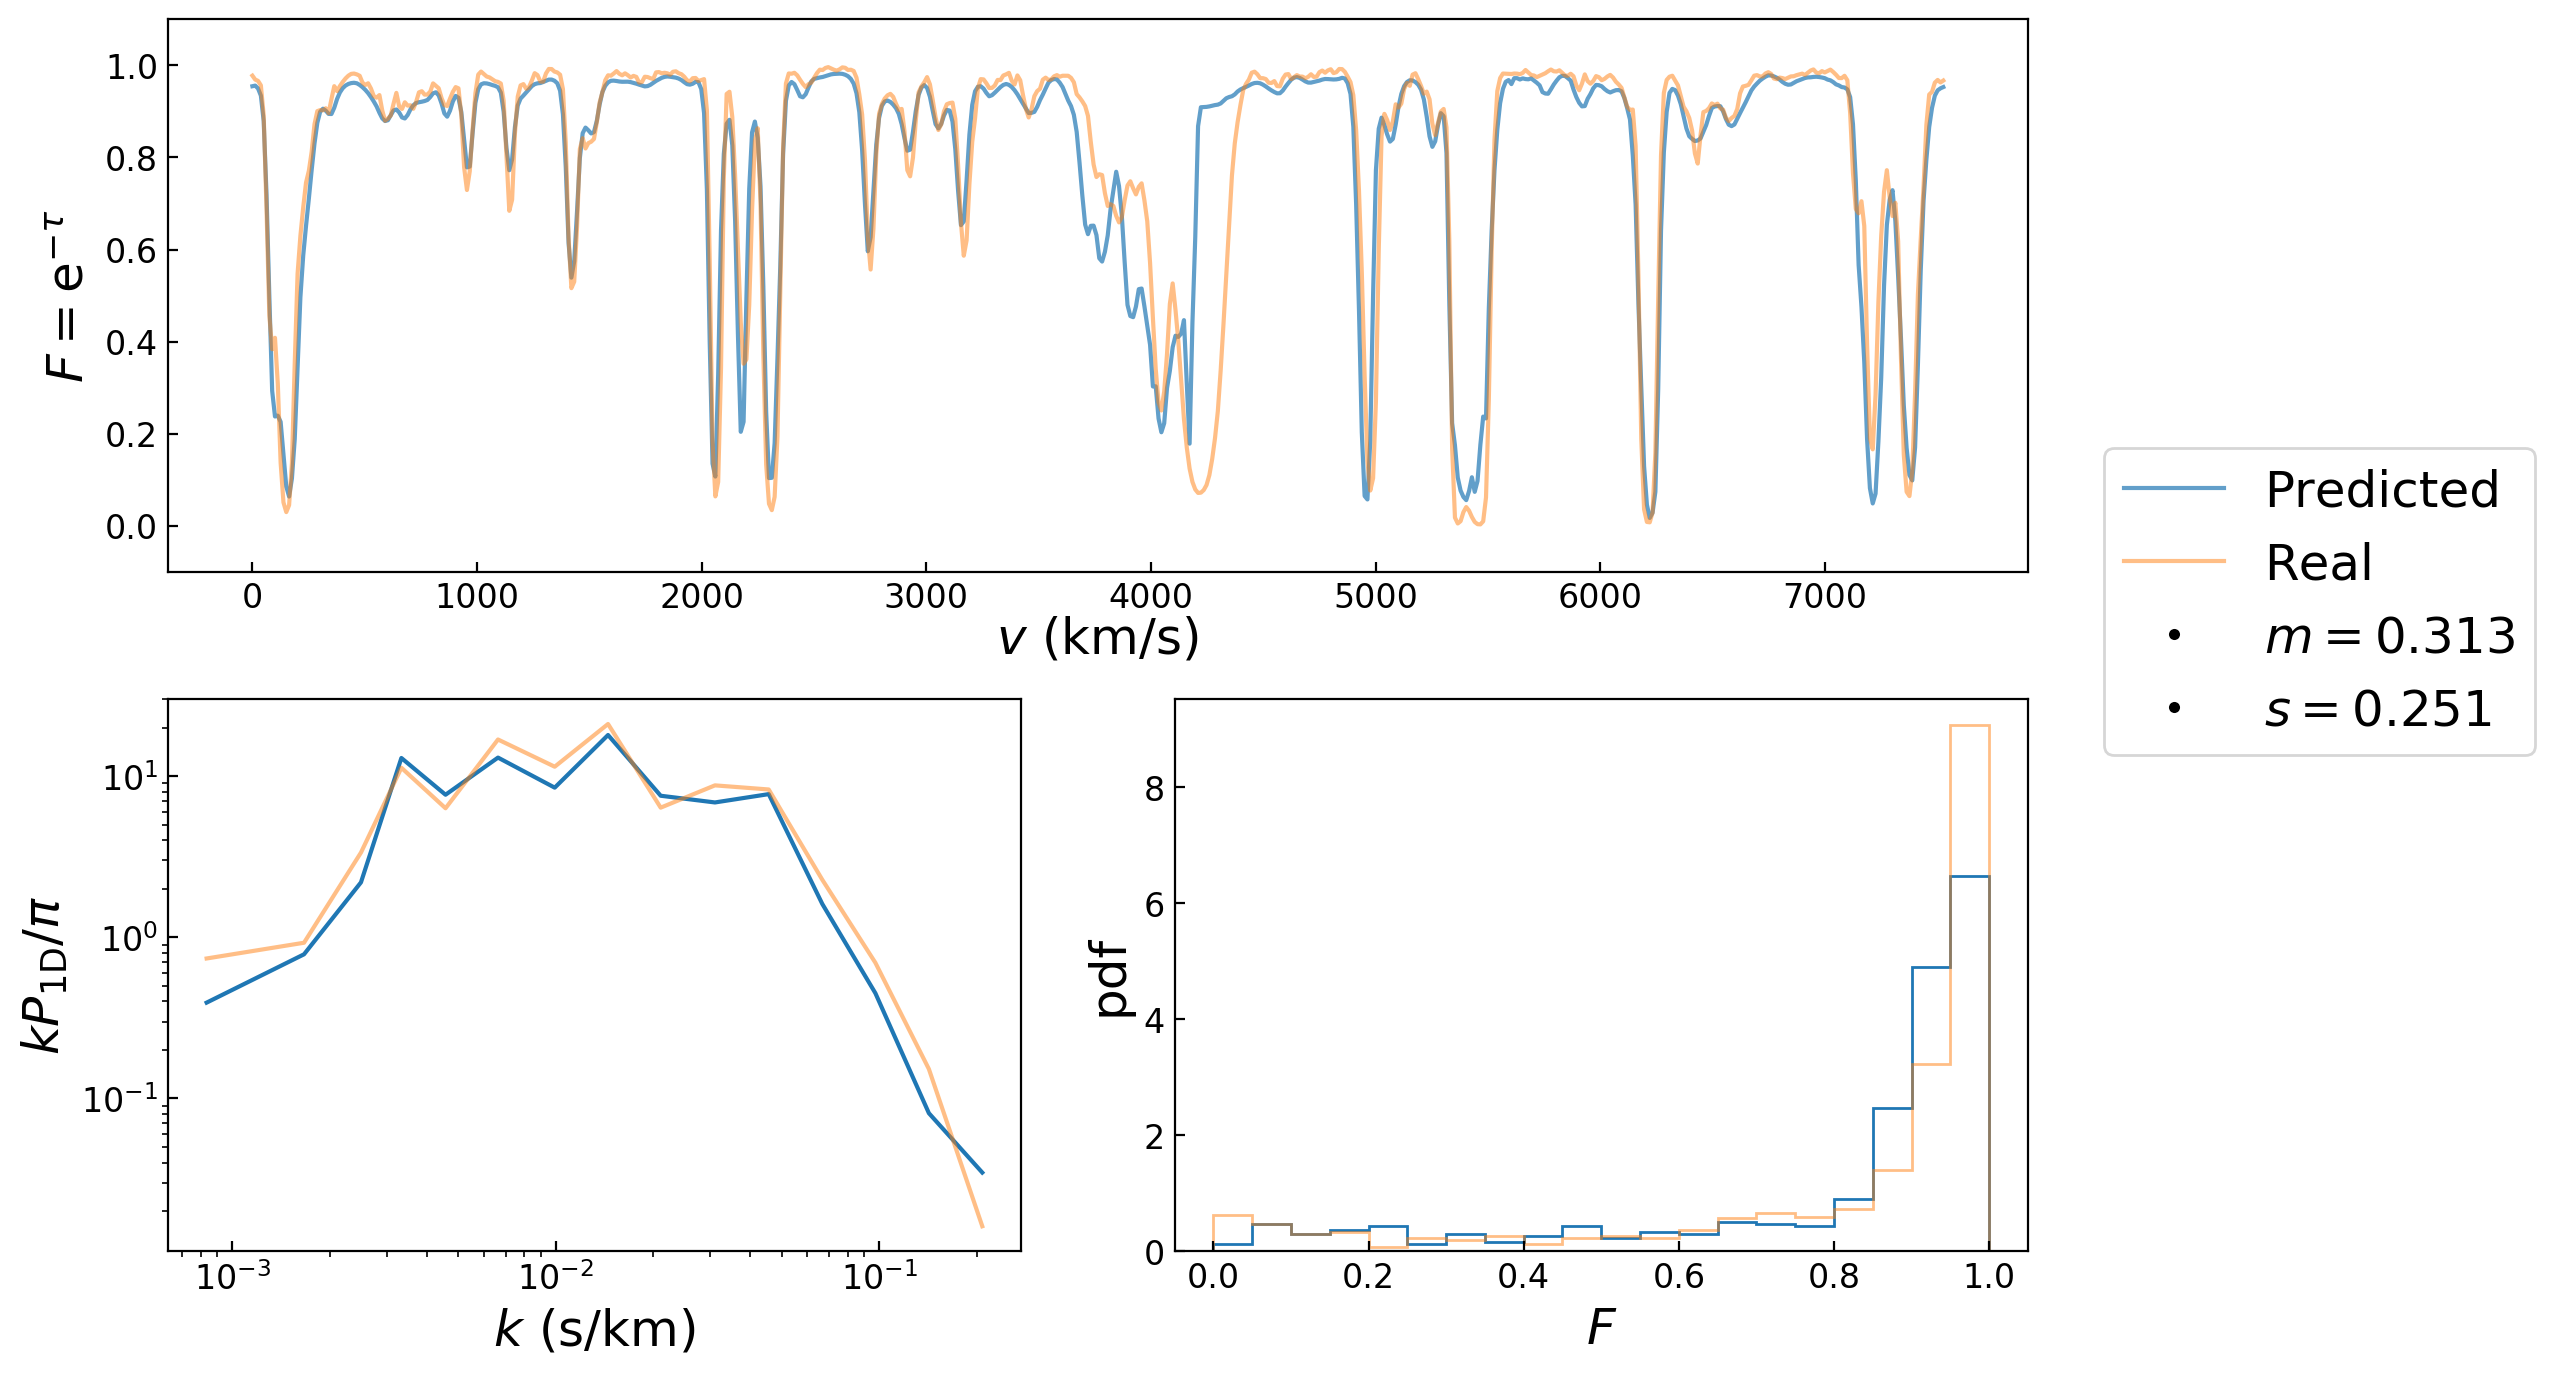 1.0
0.8
0.6
0.4
0.2
0.0
F = e^{−τ}
0 1000 2000 3000 4000 5000 6000 7000
v (km/s)
Predicted
Real
m = 0.313
s = 0.251
10^1
10^0
10^{−1}
kP_{1D}/π
10^{−3} 10^{−2} 10^{−1}
k (s/km)
8
6
4
2
0
pdf
0.0 0.2 0.4 0.6 0.8 1.0
F